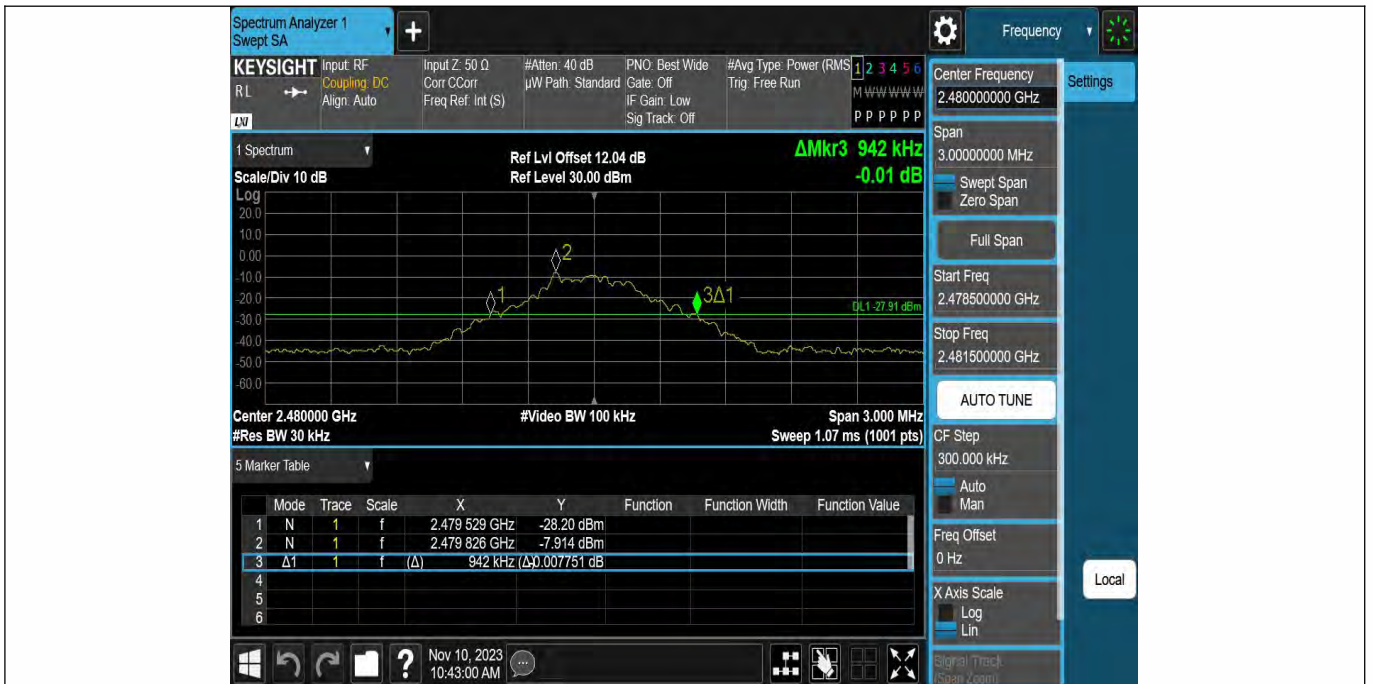 Spectrum Analyzer 1
Swept SA
+
Frequency
KEYSIGHT
RL
LXI
Input: RF
Coupling: DC
Align: Auto
Input Z: 50 Ω
Corr CCorr
Freq Ref: Int (S)
#Atten: 40 dB
µW Path: Standard
PNO: Best Wide
Gate: Off
IF Gain: Low
Sig Track: Off
#Avg Type: Power (RMS
Trig: Free Run
1 2 3 4 5 6
M W W W W W
P P P P P P
1 Spectrum
Scale/Div 10 dB
Ref Lvl Offset 12.04 dB
Ref Level 30.00 dBm
ΔMkr3 942 kHz
-0.01 dB
Log
20.0
10.0
0.00
-10.0
-20.0
-30.0
-40.0
-50.0
-60.0
2
1
3Δ1
DL1 -27.91 dBm
Center 2.480000 GHz
#Video BW 100 kHz
Span 3.000 MHz
#Res BW 30 kHz
Sweep 1.07 ms (1001 pts)
5 Marker Table
Mode Trace Scale X Y Function Function Width Function Value
1 N 1 f 2.479 529 GHz -28.20 dBm
2 N 1 f 2.479 826 GHz -7.914 dBm
3 Δ1 1 f (Δ) 942 kHz (Δ) -0.007751 dB
4
5
6
?
Nov 10, 2023
10:43:00 AM
Center Frequency
2.480000000 GHz
Settings
Span
3.00000000 MHz
Swept Span
Zero Span
Full Span
Start Freq
2.478500000 GHz
Stop Freq
2.481500000 GHz
AUTO TUNE
CF Step
300.000 kHz
Auto
Man
Freq Offset
0 Hz
X Axis Scale
Log
Lin
Signal Track
(Span Zoom)
Local